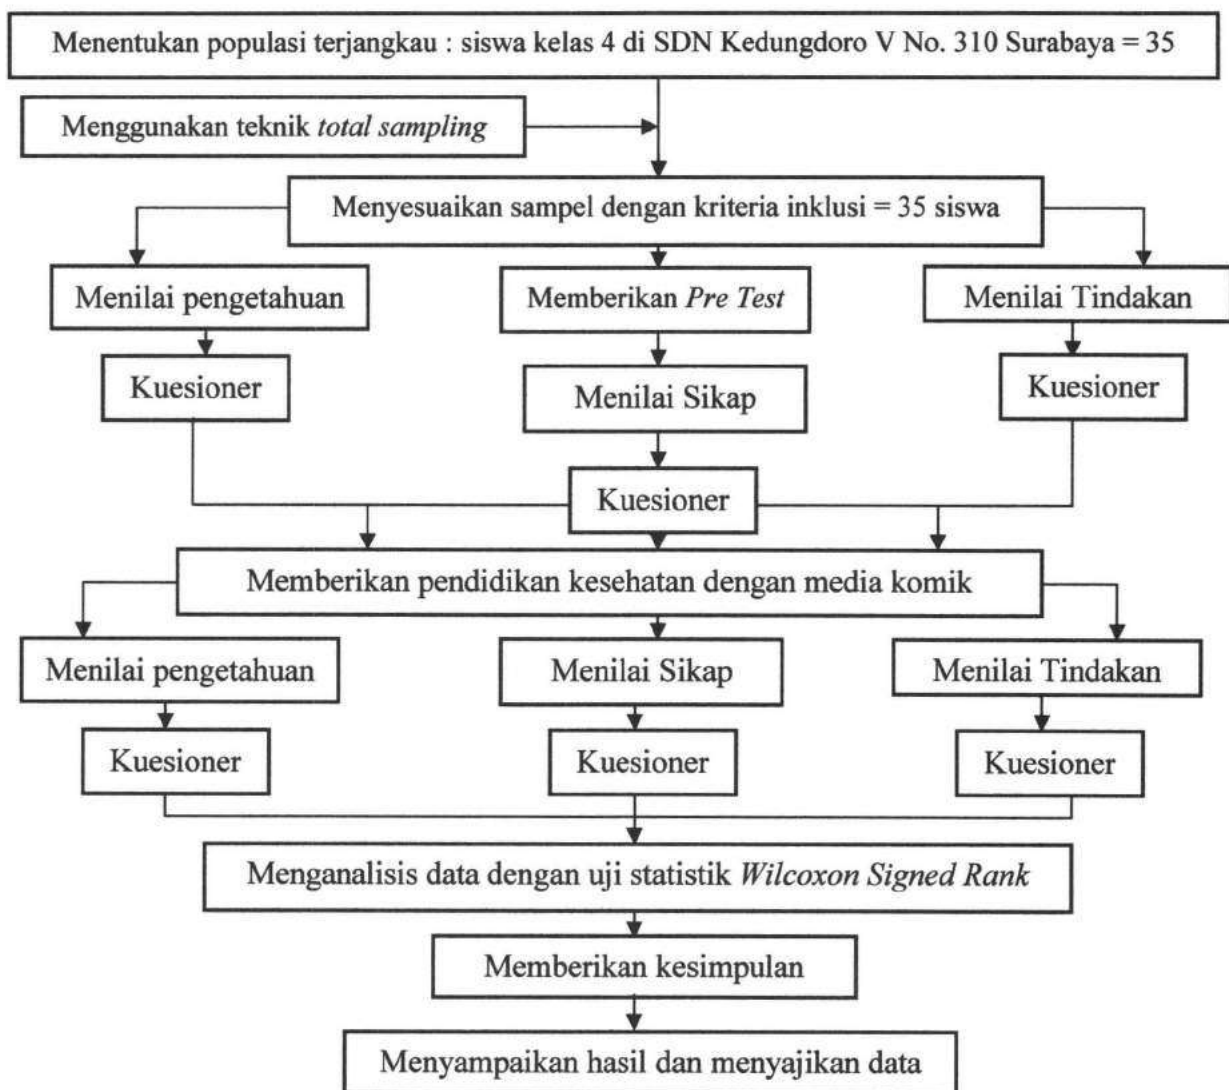 Menentukan populasi terjangkau : siswa kelas 4 di SDN Kedungdoro V No. 310 Surabaya = 35
Menggunakan teknik total sampling
Menyesuaikan sampel dengan kriteria inklusi = 35 siswa
Menilai pengetahuan
Memberikan Pre Test
Menilai Tindakan
Kuesioner
Menilai Sikap
Kuesioner
Kuesioner
Memberikan pendidikan kesehatan dengan media komik
Menilai pengetahuan
Menilai Sikap
Menilai Tindakan
Kuesioner
Kuesioner
Kuesioner
Menganalisis data dengan uji statistik Wilcoxon Signed Rank
Memberikan kesimpulan
Menyampaikan hasil dan menyajikan data